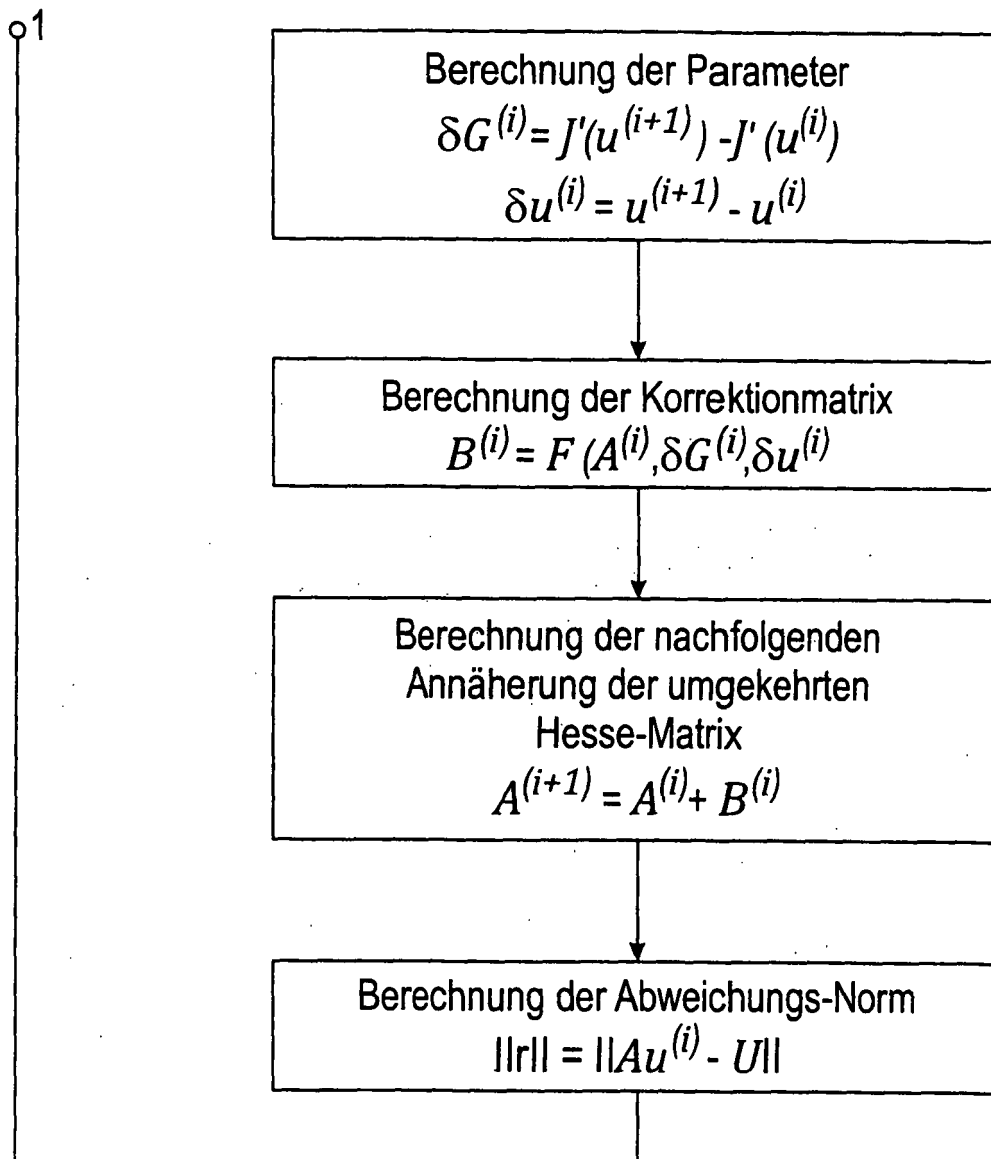 1
Berechnung der Parameter
δG^(i) = J'(u^(i+1)) - J' (u^(i))
δu^(i) = u^(i+1) - u^(i)
Berechnung der Korrektionmatrix
B^(i) = F (A^(i),δG^(i),δu^(i)
Berechnung der nachfolgenden
Annäherung der umgekehrten
Hesse-Matrix
A^(i+1) = A^(i) + B^(i)
Berechnung der Abweichungs-Norm
||r|| = ||Au^(i) - U||